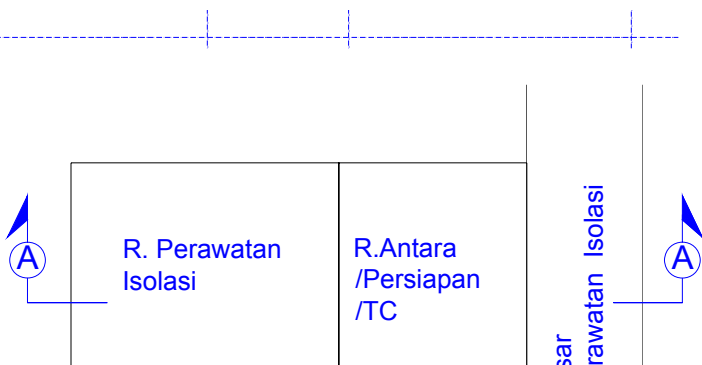 R. Perawatan
Isolasi
R.Antara
/Persiapan
/TC
Isolasi
A
A